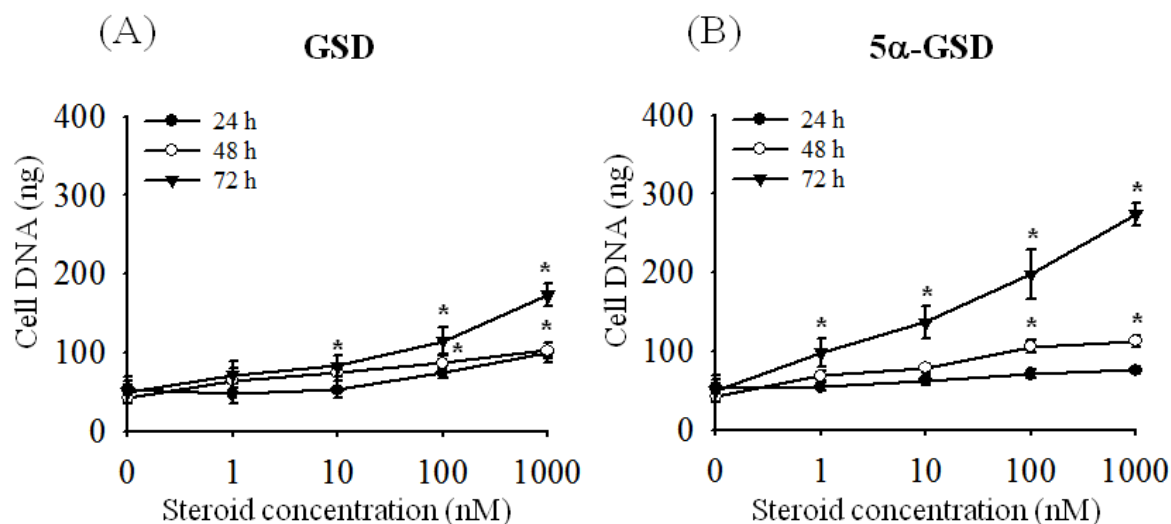 (A)
GSD
400
300
200
100
0
Cell DNA (ng)
24 h
48 h
72 h
*
*
*
*
*
0 1 10 100 1000
Steroid concentration (nM)
(B)
5α-GSD
400
300
200
100
0
Cell DNA (ng)
24 h
48 h
72 h
*
*
*
*
*
*
0 1 10 100 1000
Steroid concentration (nM)